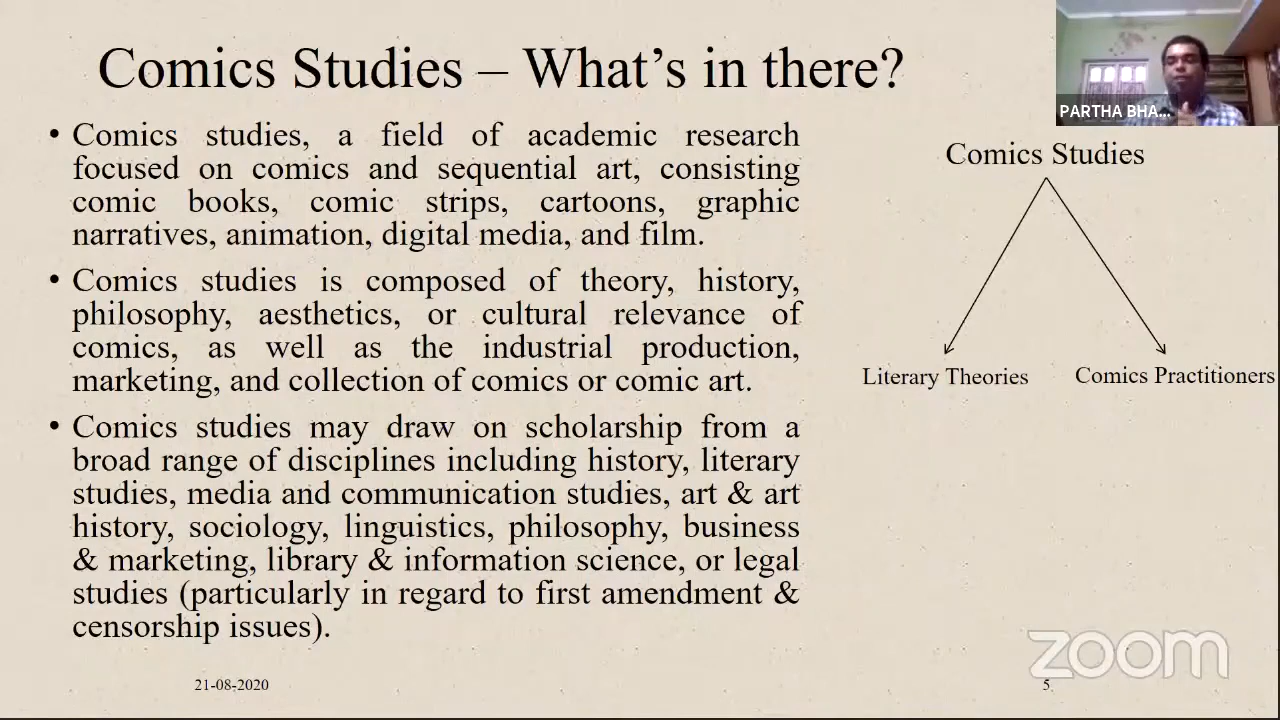 Comics Studies – What's in there?
PARTHA BHA...
• Comics studies, a field of academic research
focused on comics and sequential art, consisting
comic books, comic strips, cartoons, graphic
narratives, animation, digital media, and film.
• Comics studies is composed of theory, history,
philosophy, aesthetics, or cultural relevance of
comics, as well as the industrial production,
marketing, and collection of comics or comic art.
• Comics studies may draw on scholarship from a
broad range of disciplines including history, literary
studies, media and communication studies, art & art
history, sociology, linguistics, philosophy, business
& marketing, library & information science, or legal
studies (particularly in regard to first amendment &
censorship issues).
Comics Studies
Literary Theories
Comics Practitioners
21-08-2020
5
zoom